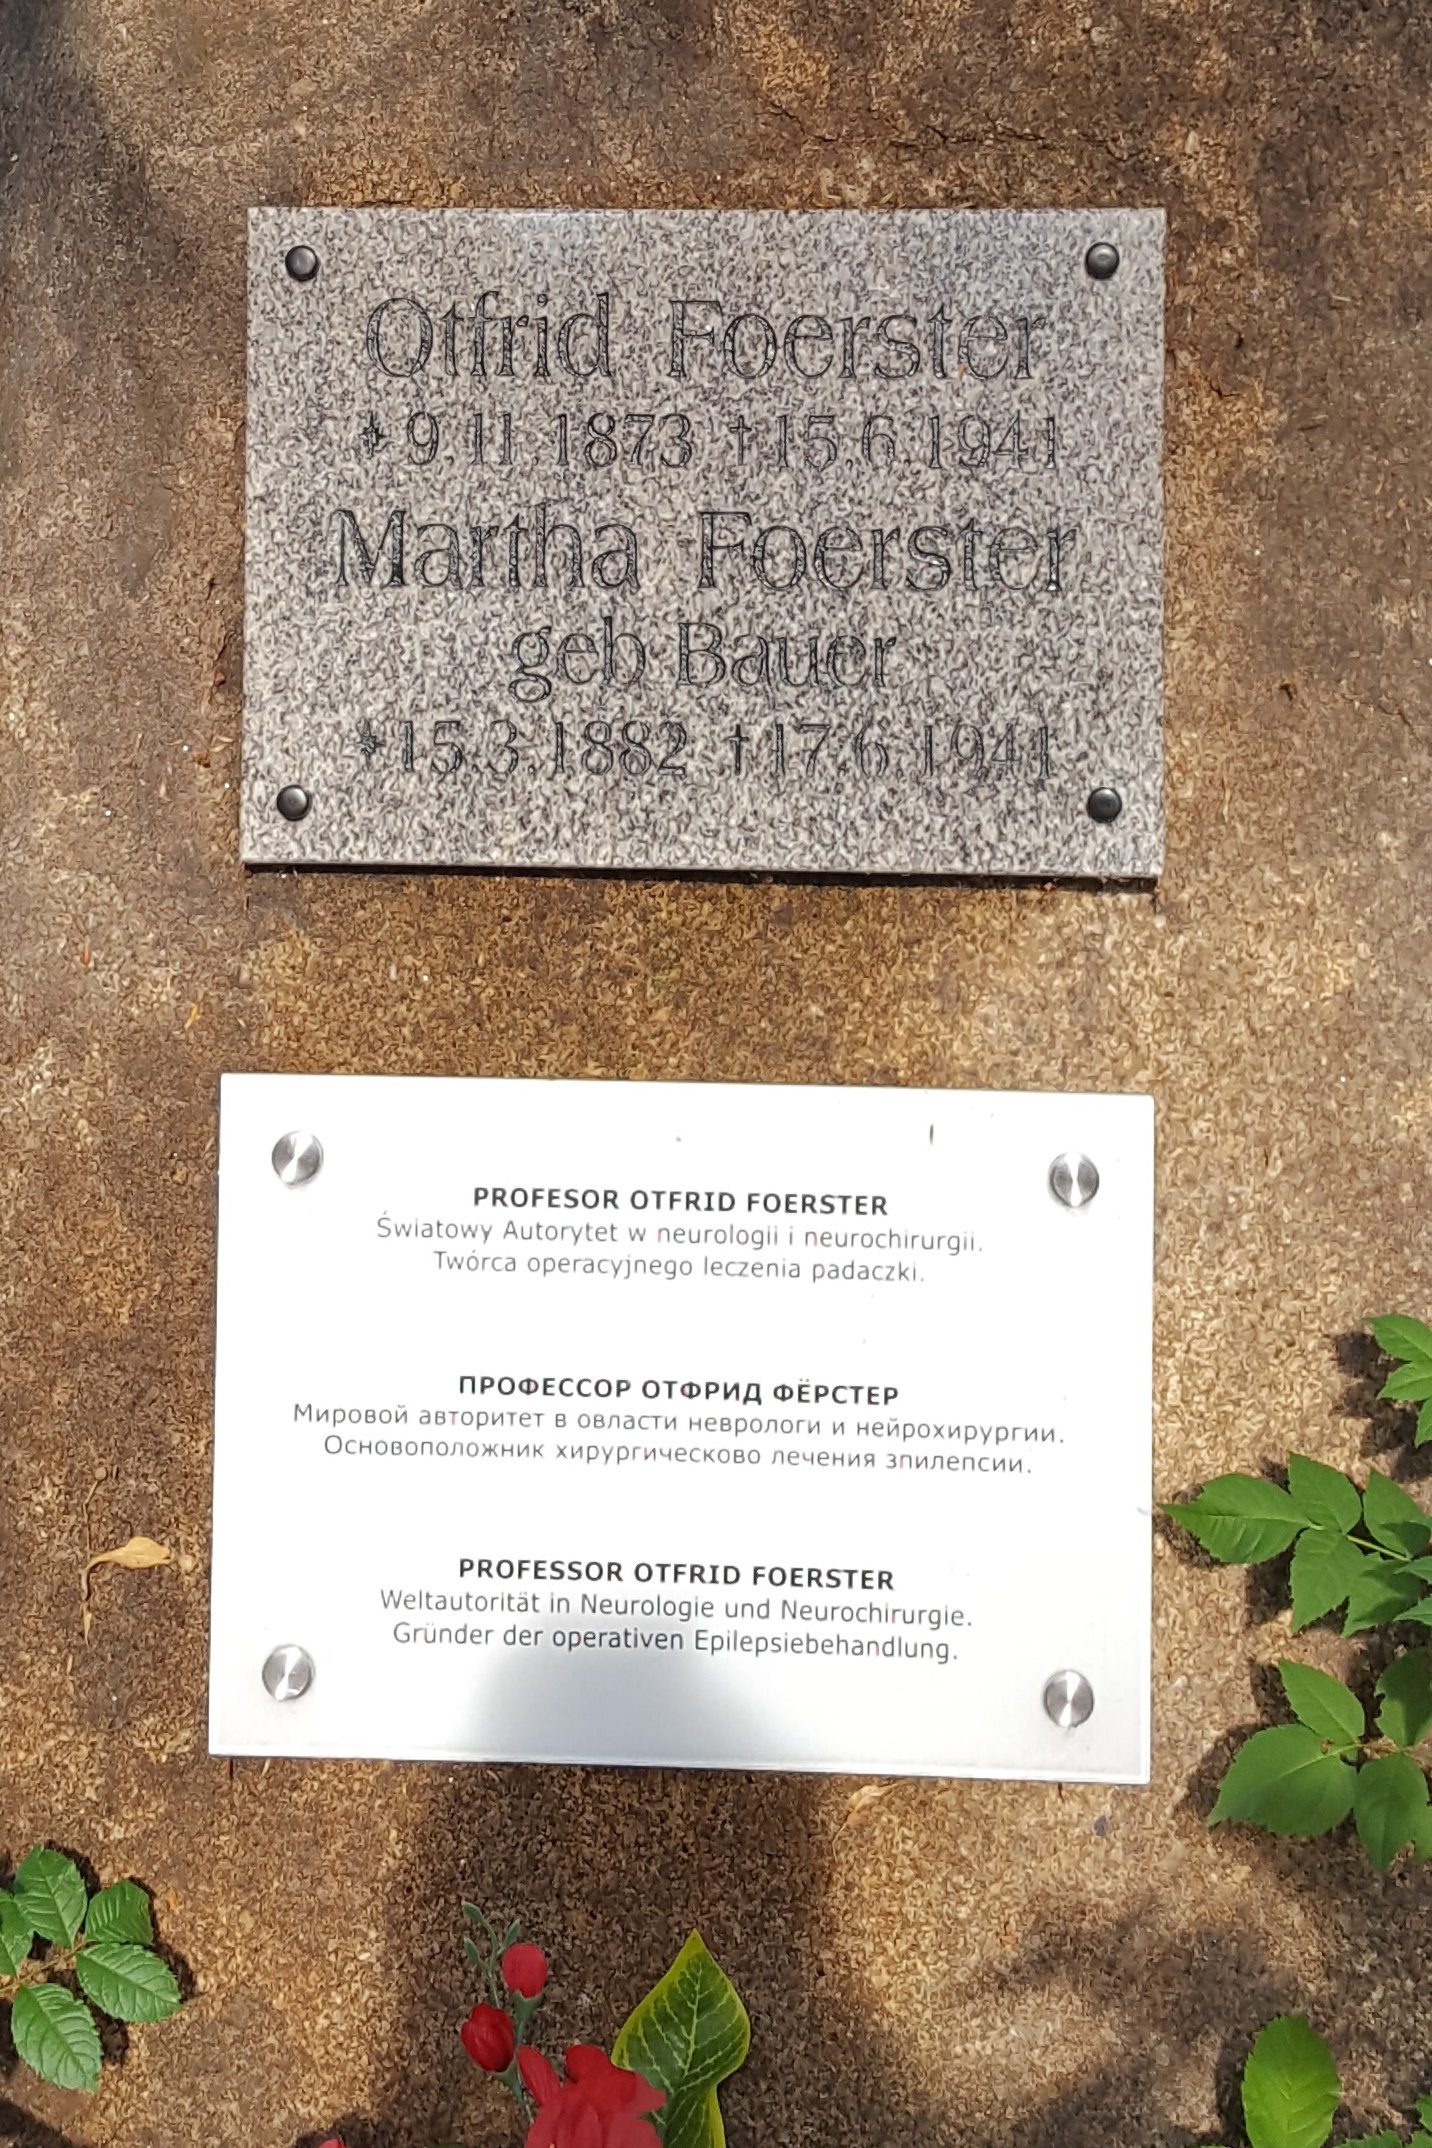 Otfrid Foerster
* 9.11.1873 † 15.6.1941
Martha Foerster
geb Bauer
* 15.3.1882 † 17.6.1941
PROFESOR OTFRID FOERSTER
Światowy Autorytet w neurologii i neurochirurgii.
Twórca operacyjnego leczenia padaczki.
ПРОФЕССОР ОТФРИД ФЁРСТЕР
Мировой авторитет в овласти неврологи и нейрохирургии.
Основоположник хирургическово лечения зпилепсии.
PROFESSOR OTFRID FOERSTER
Weltautorität in Neurologie und Neurochirurgie.
Gründer der operativen Epilepsiebehandlung.